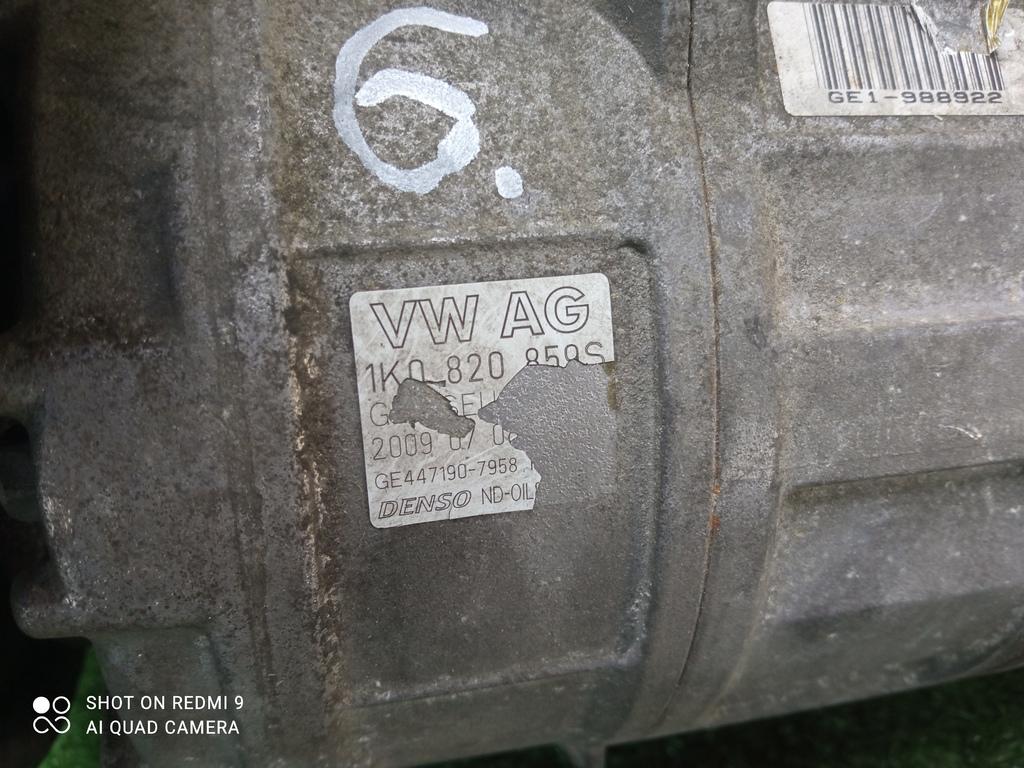 6.
GE1-988922
VW AG
1K0 820 859S
2009 07
GE447190-7958
DENSO ND-OIL
SHOT ON REDMI 9
AI QUAD CAMERA